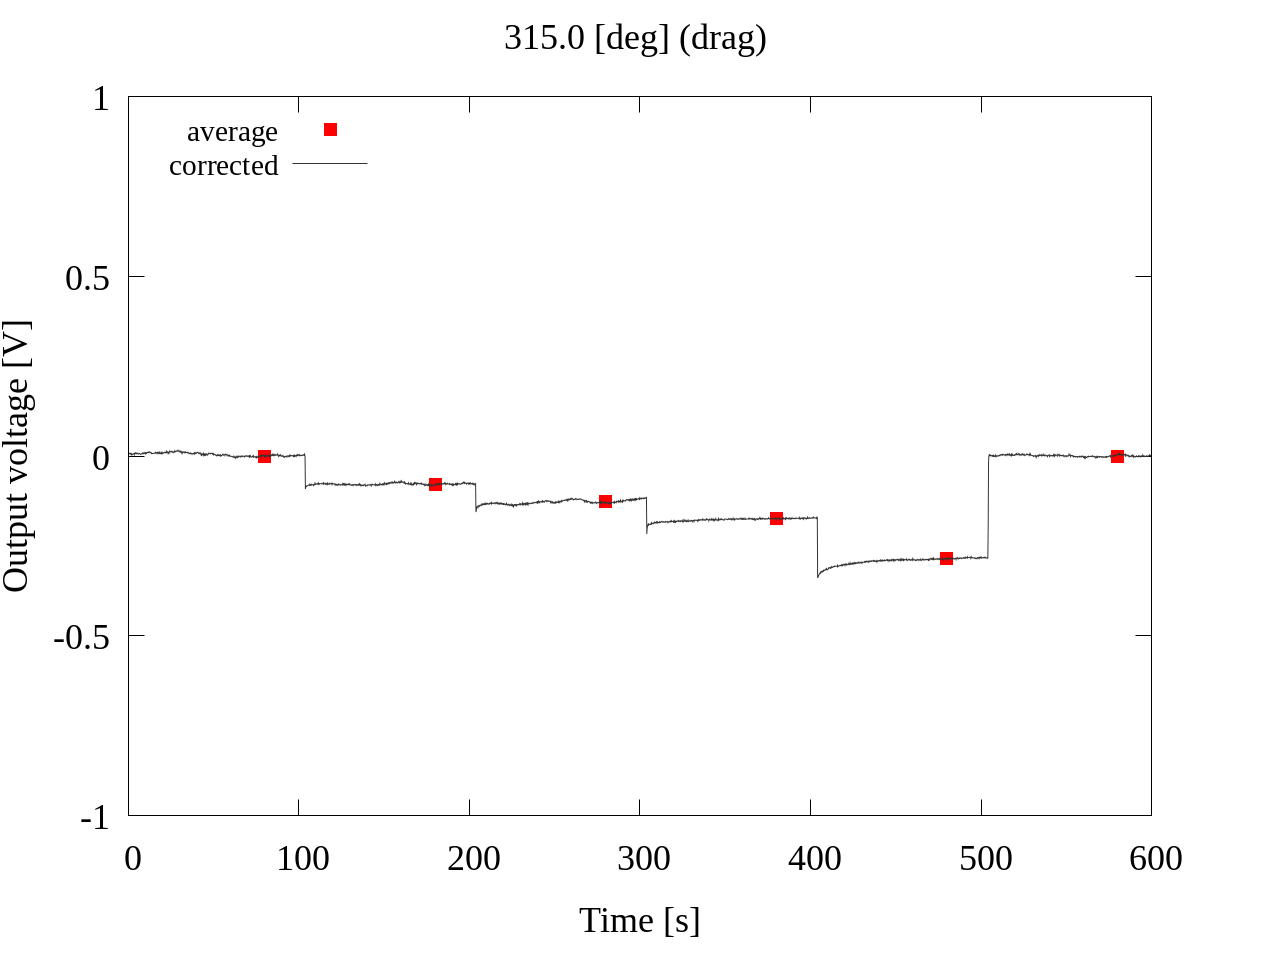 315.0 [deg] (drag)
1
average
corrected
0.5
0
-0.5
-1
Output voltage [V]
0 100 200 300 400 500 600
Time [s]